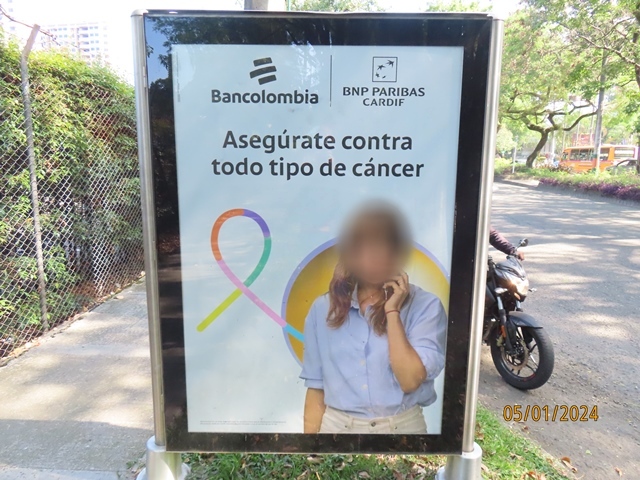 Bancolombia
BNP PARIBAS
CARDIF
Asegúrate contra
todo tipo de cáncer
05/01/2024